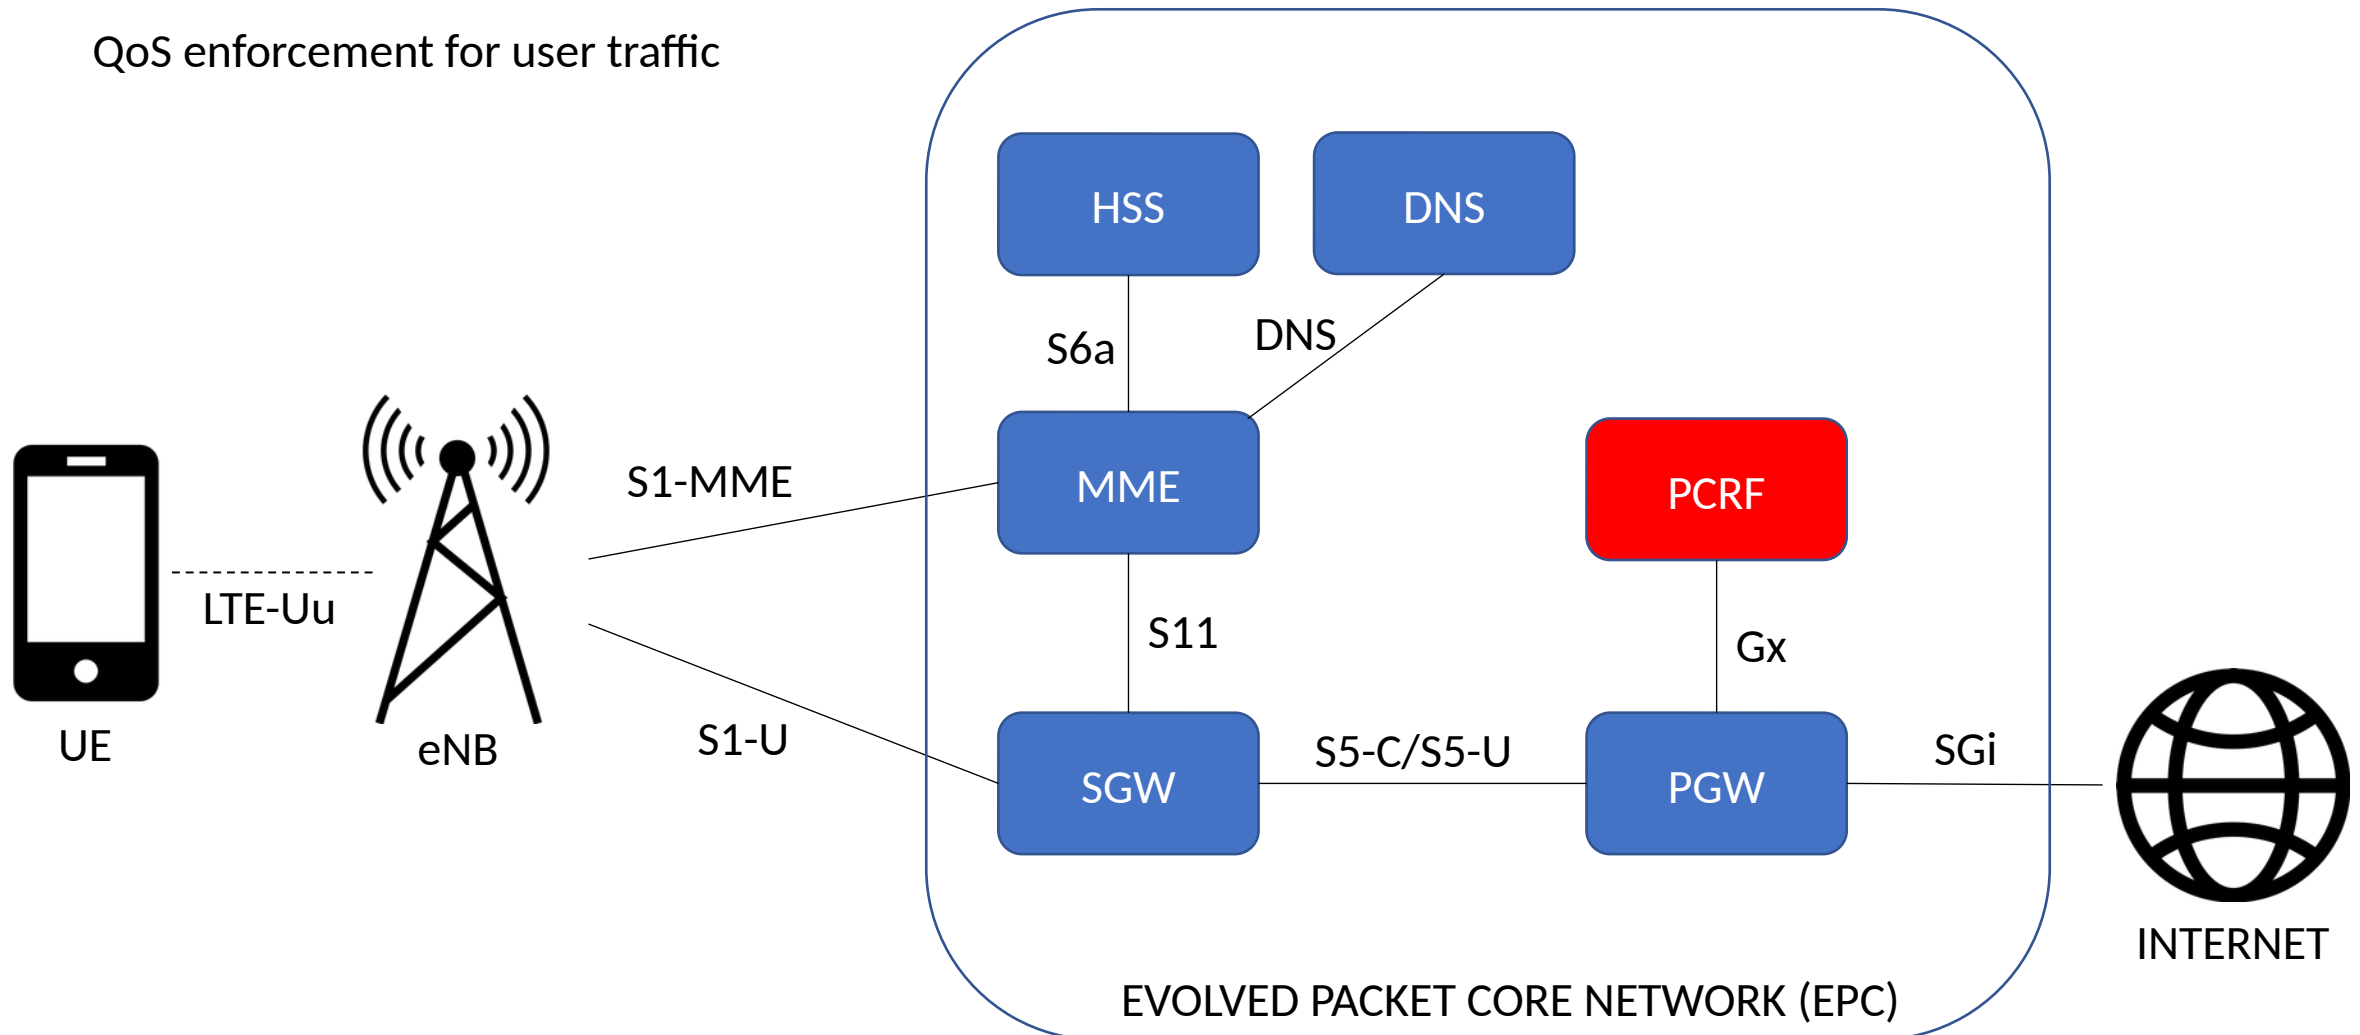 QoS enforcement for user traffic
HSS
DNS
S6a
DNS
MME
PCRF
S1-MME
LTE-Uu
S11
Gx
UE
eNB
S1-U
SGW
S5-C/S5-U
PGW
SGi
INTERNET
EVOLVED PACKET CORE NETWORK (EPC)